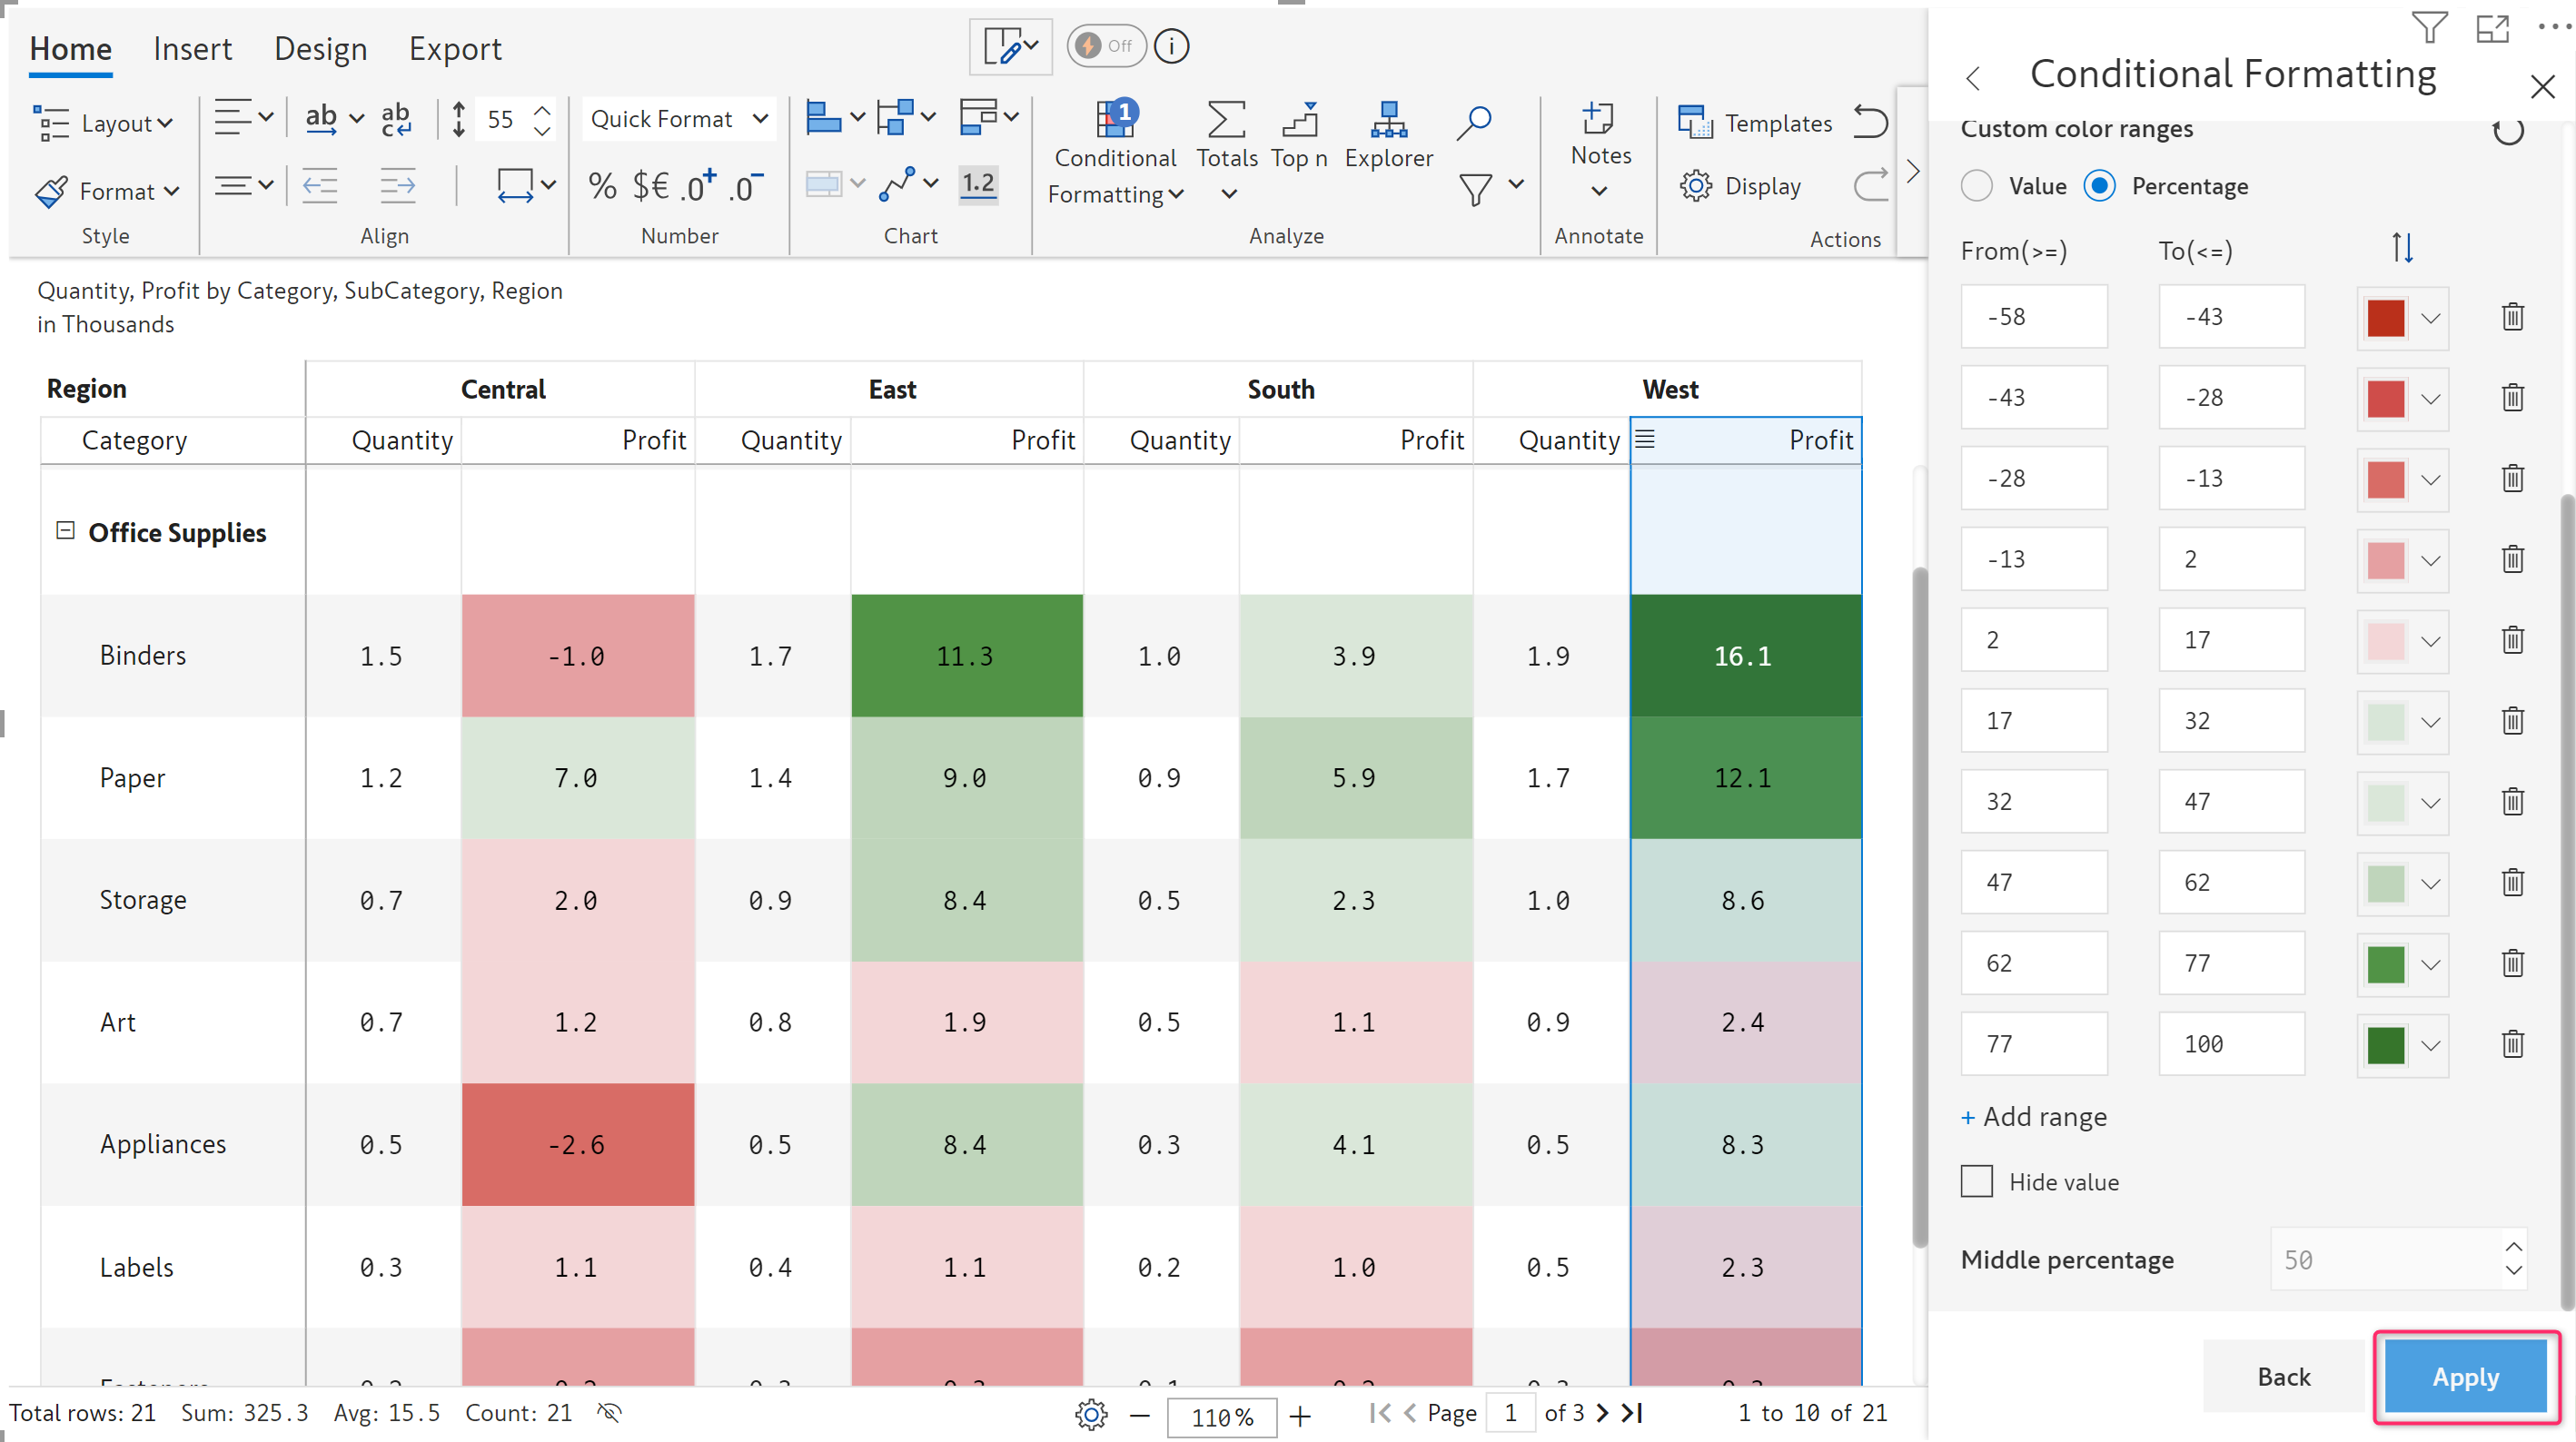 Home Insert Design Export Off i
Layout ab ab c 55 Quick Format
Format % $€ .0+ .0- 1.2
1
Conditional Formatting Totals Top n Explorer Notes Templates
Display
Style Align Number Chart Analyze Annotate Actions
Quantity, Profit by Category, SubCategory, Region
in Thousands
Region Central East South West
Category Quantity Profit Quantity Profit Quantity Profit Quantity Profit
Office Supplies
Binders 1.5 -1.0 1.7 11.3 1.0 3.9 1.9 16.1
Paper 1.2 7.0 1.4 9.0 0.9 5.9 1.7 12.1
Storage 0.7 2.0 0.9 8.4 0.5 2.3 1.0 8.6
Art 0.7 1.2 0.8 1.9 0.5 1.1 0.9 2.4
Appliances 0.5 -2.6 0.5 8.4 0.3 4.1 0.5 8.3
Labels 0.3 1.1 0.4 1.1 0.2 1.0 0.5 2.3
Total rows: 21 Sum: 325.3 Avg: 15.5 Count: 21 110% Page 1 of 3 1 to 10 of 21
Conditional Formatting
Custom color ranges
Value Percentage
From(>=) To(<=)
-58 -43
-43 -28
-28 -13
-13 2
2 17
17 32
32 47
47 62
62 77
77 100
+ Add range
Hide value
Middle percentage 50
Back Apply